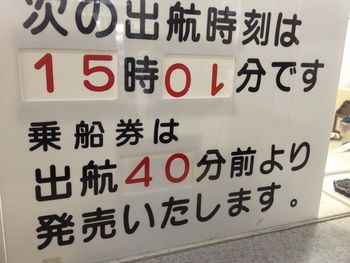 次の出航時刻は
15時01分です
乗船券は
出航40分前より
発売いたします。